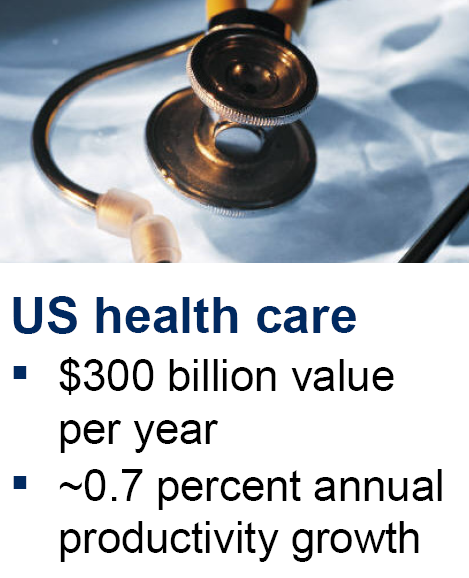 US health care
▪ $300 billion value
per year
▪ ~0.7 percent annual
productivity growth